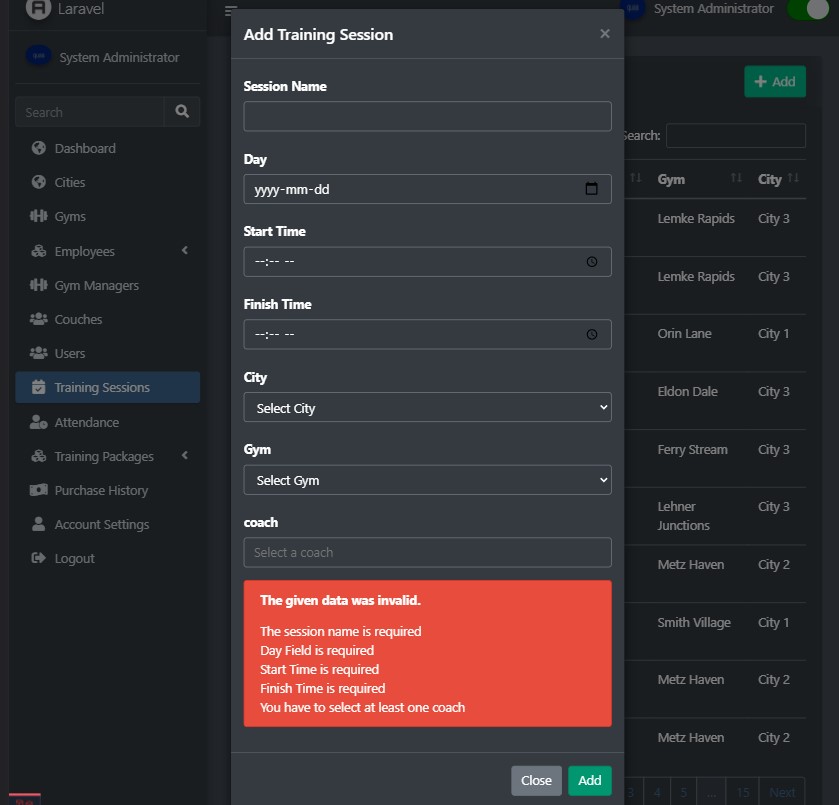 Laravel
System Administrator
Search
Dashboard
Cities
Gyms
Employees
Gym Managers
Couches
Users
Training Sessions
Attendance
Training Packages
Purchase History
Account Settings
Logout
Add Training Session
×
Session Name
Day
yyyy-mm-dd
Start Time
--:-- --
Finish Time
--:-- --
City
Select City
Gym
Select Gym
coach
Select a coach
The given data was invalid.
The session name is required
Day Field is required
Start Time is required
Finish Time is required
You have to select at least one coach
Close Add
System Administrator
+ Add
Search:
Gym City
Lemke Rapids City 3
Lemke Rapids City 3
Orin Lane City 1
Eldon Dale City 3
Ferry Stream City 3
Lehner
Junctions City 3
Metz Haven City 2
Smith Village City 1
Metz Haven City 2
Metz Haven City 2
3 4 5 ... 15 Next